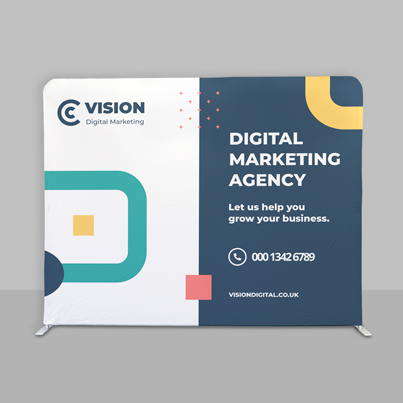 VISION
Digital Marketing
DIGITAL
MARKETING
AGENCY
Let us help you
grow your business.
000 1342 6789
VISIONDIGITAL.CO.UK